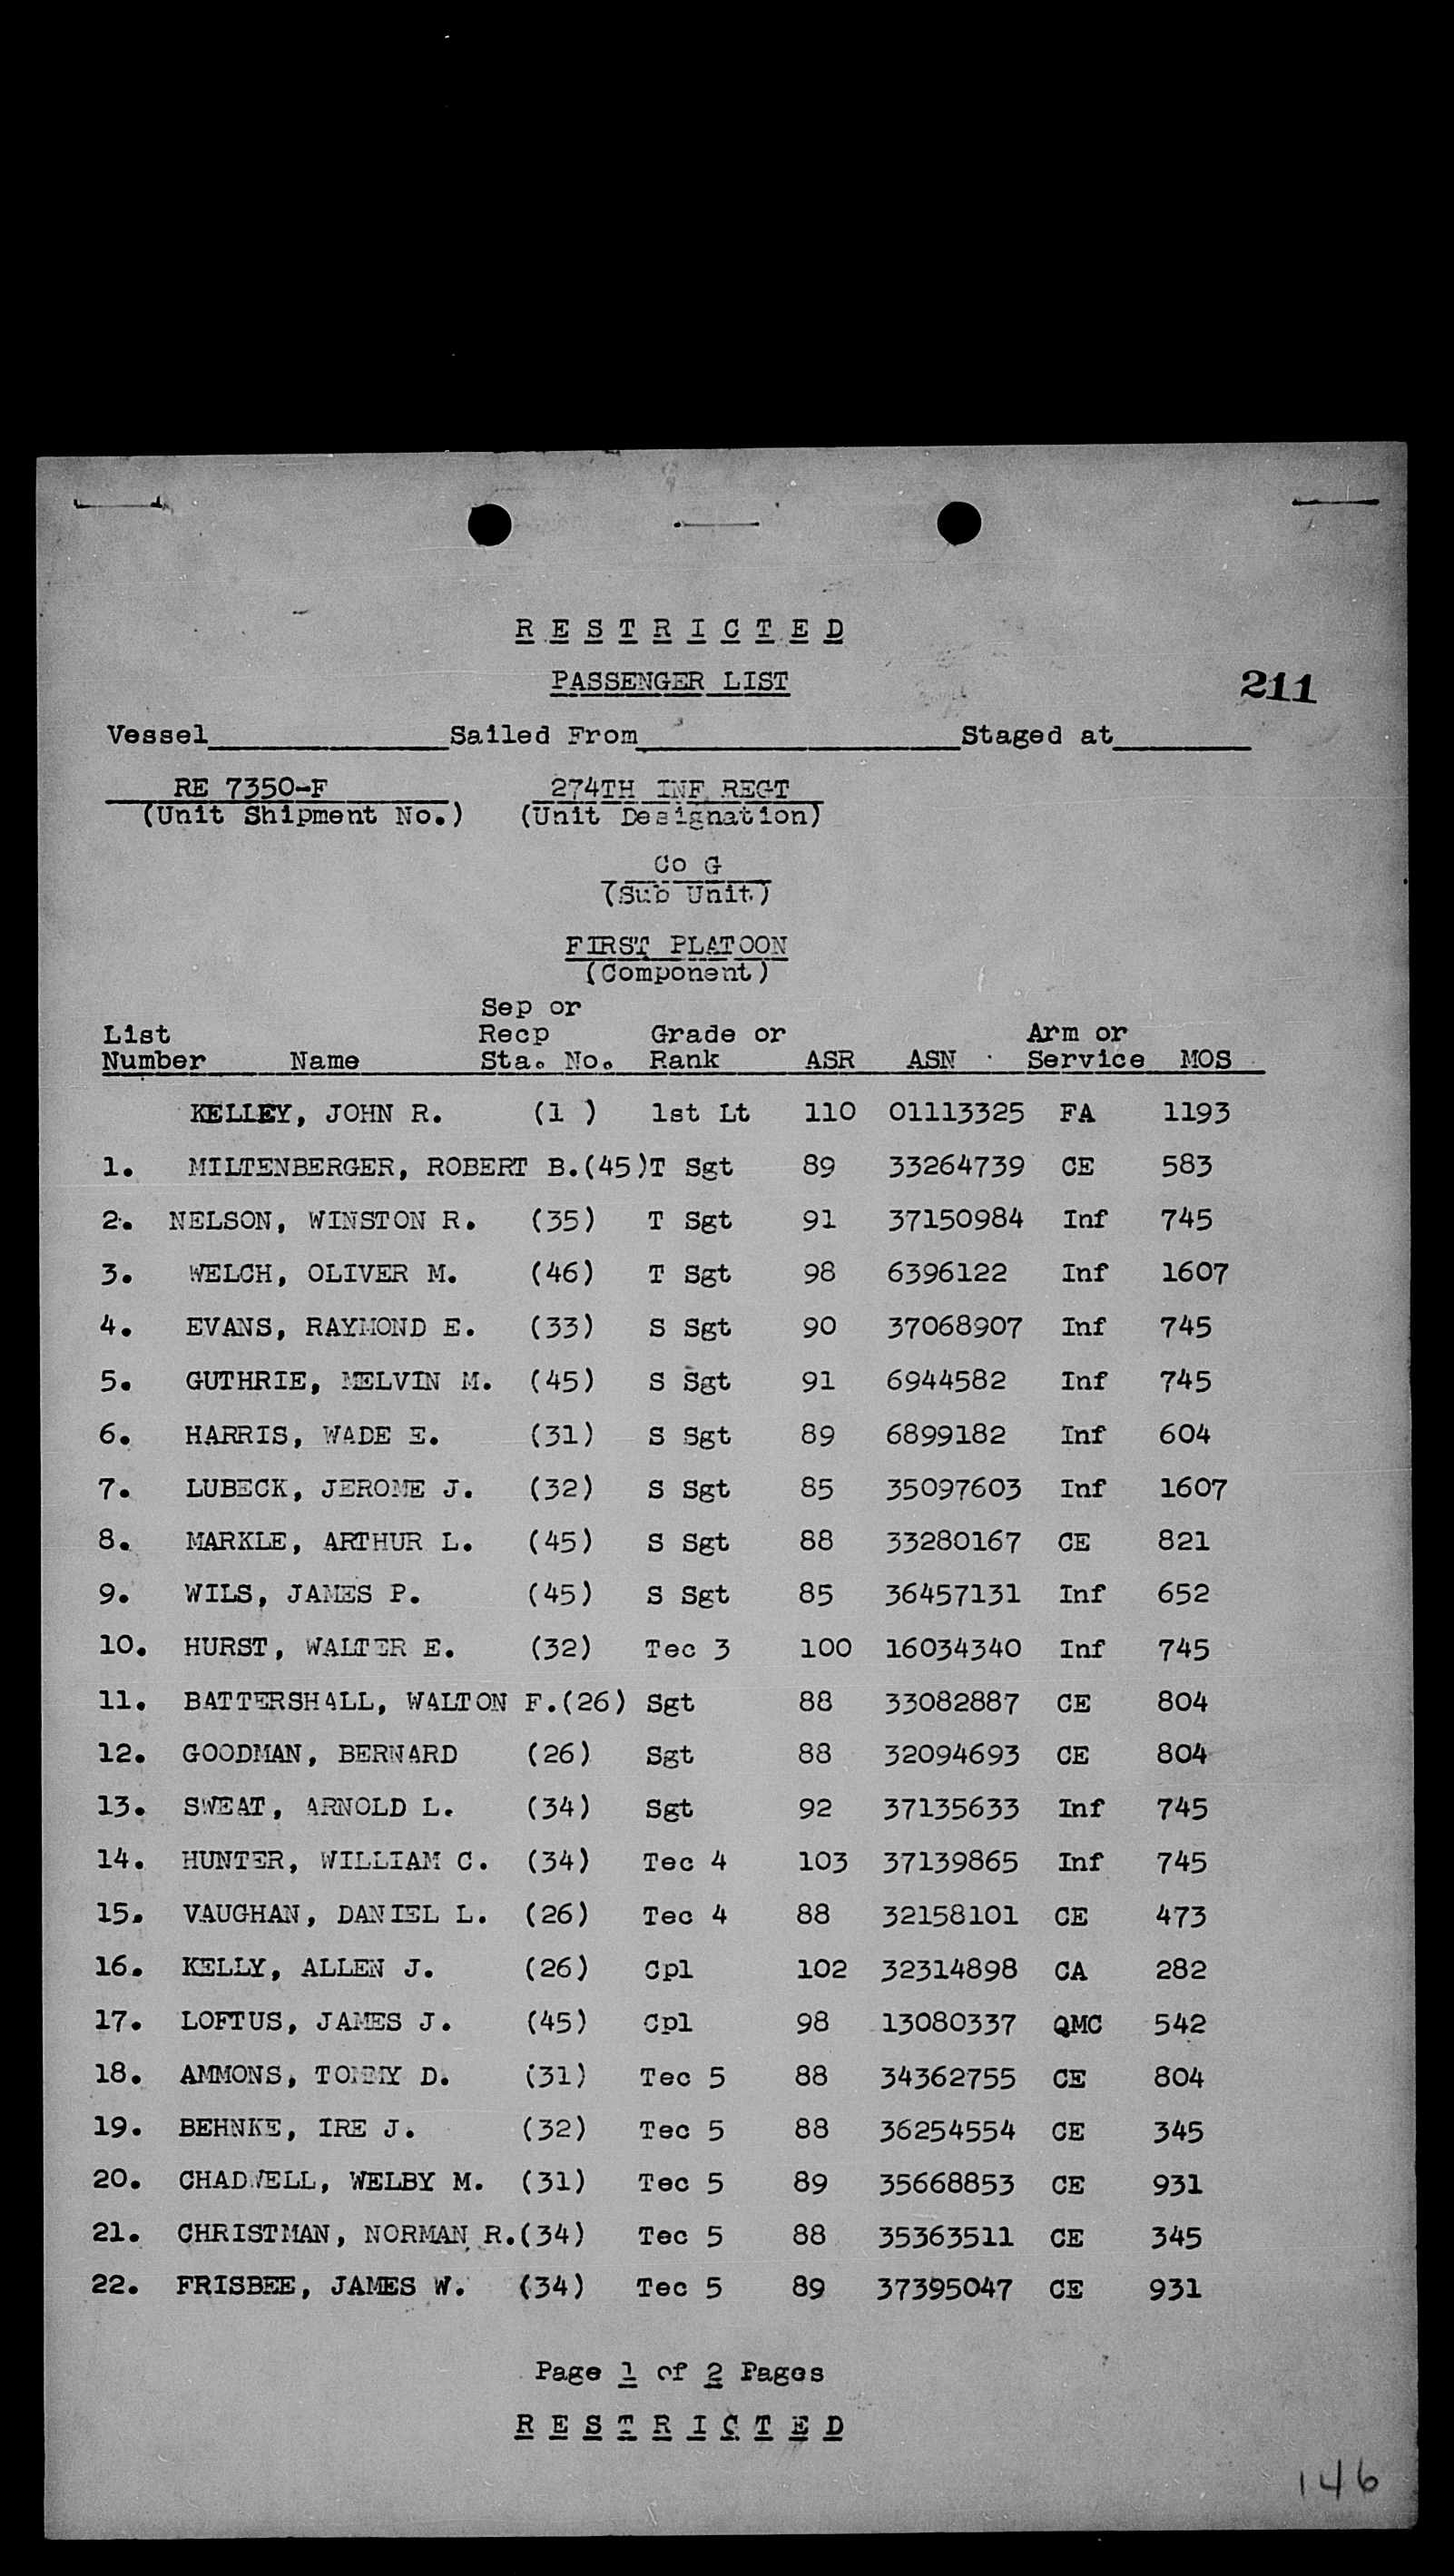 RESTRICTED
PASSENGER LIST
211
Vessel______________Sailed From___________________Staged at________
RE 7350-F 274TH INF REGT
(Unit Shipment No.) (Unit Designation)
Co G
(Sub Unit)
FIRST PLATOON
(Component)
Sep or
List Recp Grade or Arm or
Number Name Sta. No. Rank ASR ASN Service MOS
KELLEY, JOHN R. (1 ) 1st Lt 110 01113325 FA 1193
1. MILTENBERGER, ROBERT B.(45)T Sgt 89 33264739 CE 583
2. NELSON, WINSTON R. (35) T Sgt 91 37150984 Inf 745
3. WELCH, OLIVER M. (46) T Sgt 98 6396122 Inf 1607
4. EVANS, RAYMOND E. (33) S Sgt 90 37068907 Inf 745
5. GUTHRIE, MELVIN M. (45) S Sgt 91 6944582 Inf 745
6. HARRIS, WADE E. (31) S Sgt 89 6899182 Inf 604
7. LUBECK, JEROME J. (32) S Sgt 85 35097603 Inf 1607
8. MARKLE, ARTHUR L. (45) S Sgt 88 33280167 CE 821
9. WILS, JAMES P. (45) S Sgt 85 36457131 Inf 652
10. HURST, WALTER E. (32) Tec 3 100 16034340 Inf 745
11. BATTERSHALL, WALTON F.(26) Sgt 88 33082887 CE 804
12. GOODMAN, BERNARD (26) Sgt 88 32094693 CE 804
13. SWEAT, ARNOLD L. (34) Sgt 92 37135633 Inf 745
14. HUNTER, WILLIAM C. (34) Tec 4 103 37139865 Inf 745
15. VAUGHAN, DANIEL L. (26) Tec 4 88 32158101 CE 473
16. KELLY, ALLEN J. (26) Cpl 102 32314898 CA 282
17. LOFTUS, JAMES J. (45) Cpl 98 13080337 QMC 542
18. AMMONS, TOMMY D. (31) Tec 5 88 34362755 CE 804
19. BEHNKE, IRE J. (32) Tec 5 88 36254554 CE 345
20. CHADWELL, WELBY M. (31) Tec 5 89 35668853 CE 931
21. CHRISTMAN, NORMAN R.(34) Tec 5 88 35363511 CE 345
22. FRISBEE, JAMES W. (34) Tec 5 89 37395047 CE 931
Page 1 of 2 Pages
RESTRICTED
146